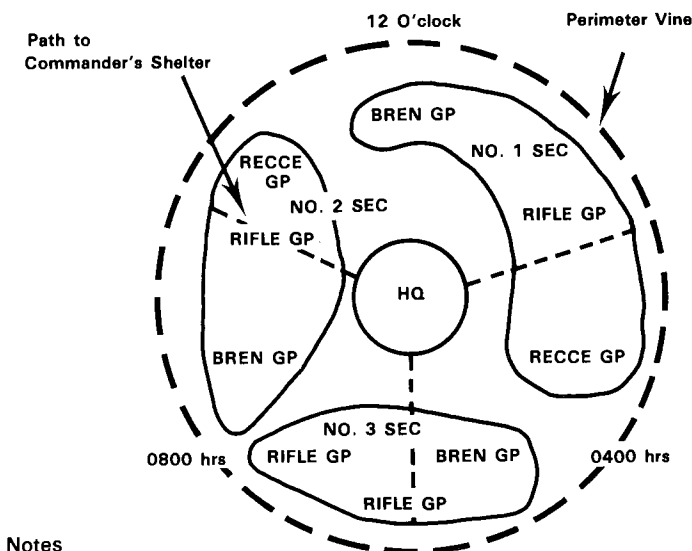 12 O'clock
Perimeter Vine
Path to
Commander's Shelter
BREN GP
RECCE
GP
NO. 1 SEC
NO. 2 SEC
RIFLE GP
RIFLE GP
HQ
BREN GP
RECCE GP
NO. 3 SEC
0800 hrs
RIFLE GP
BREN GP
0400 hrs
RIFLE GP
Notes